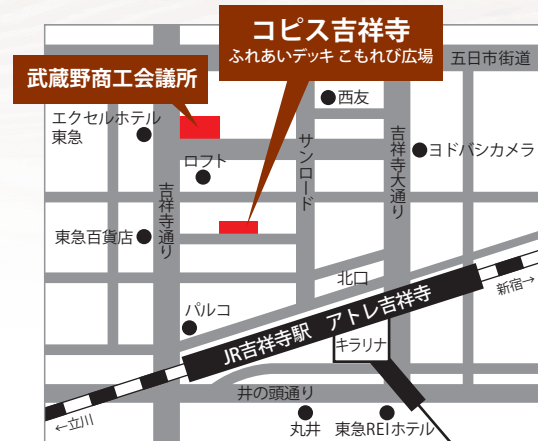 コピス吉祥寺
ふれあいデッキ こもれび広場
武蔵野商工会議所
五日市街道
西友
エクセルホテル
東急
ロフト
サンロード
吉祥寺大通り
ヨドバシカメラ
吉祥寺通り
東急百貨店
北口
新宿→
パルコ
JR吉祥寺駅 アトレ吉祥寺
キラリナ
井の頭通り
←立川
丸井
東急REIホテル